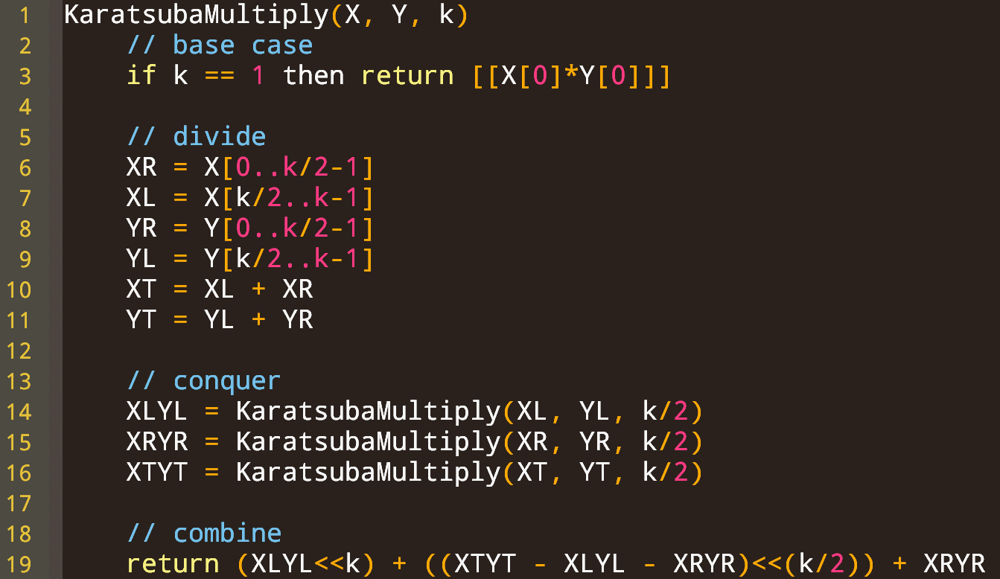 1 KaratsubaMultiply(X, Y, k)
2     // base case
3     if k == 1 then return [[X[0]*Y[0]]]
4
5     // divide
6     XR = X[0..k/2-1]
7     XL = X[k/2..k-1]
8     YR = Y[0..k/2-1]
9     YL = Y[k/2..k-1]
10     XT = XL + XR
11     YT = YL + YR
12
13     // conquer
14     XLYL = KaratsubaMultiply(XL, YL, k/2)
15     XRYR = KaratsubaMultiply(XR, YR, k/2)
16     XTYT = KaratsubaMultiply(XT, YT, k/2)
17
18     // combine
19     return (XLYL<<k) + ((XTYT - XLYL - XRYR)<<(k/2)) + XRYR